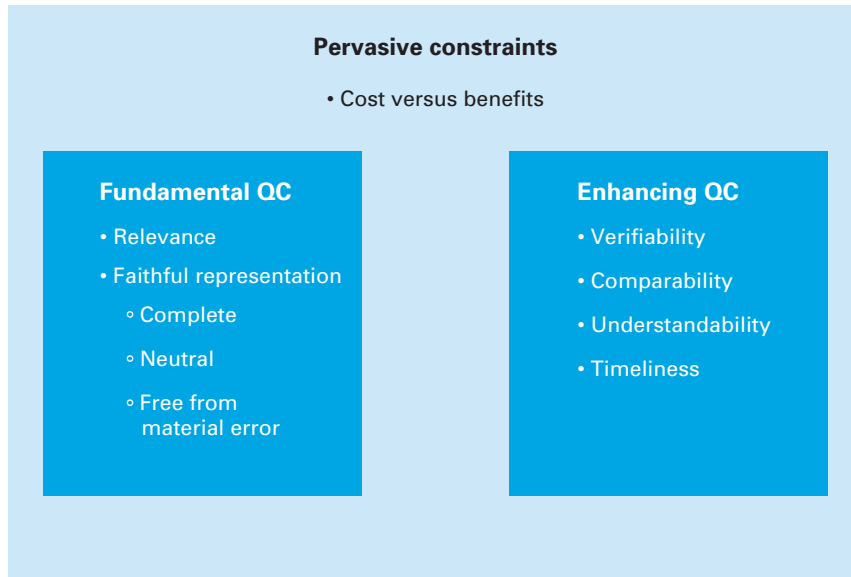 Pervasive constraints
• Cost versus benefits
Fundamental QC
• Relevance
• Faithful representation
◦ Complete
◦ Neutral
◦ Free from
material error
Enhancing QC
• Verifiability
• Comparability
• Understandability
• Timeliness